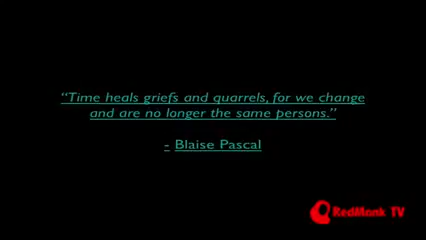 “Time heals griefs and quarrels, for we change
and are no longer the same persons.”
- Blaise Pascal
RedMonk TV